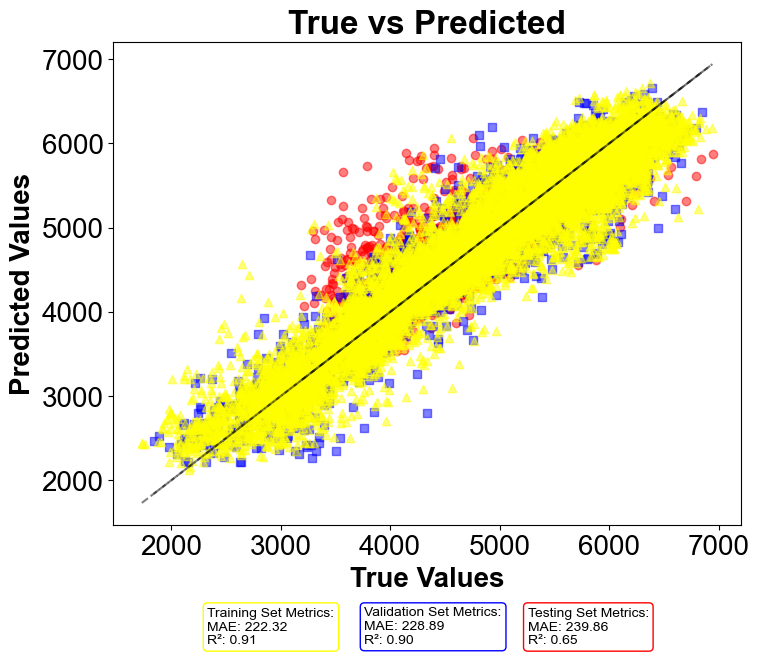 True vs Predicted
Predicted Values
7000
6000
5000
4000
3000
2000
2000 3000 4000 5000 6000 7000
True Values
Training Set Metrics:
MAE: 222.32
R²: 0.91
Validation Set Metrics:
MAE: 228.89
R²: 0.90
Testing Set Metrics:
MAE: 239.86
R²: 0.65